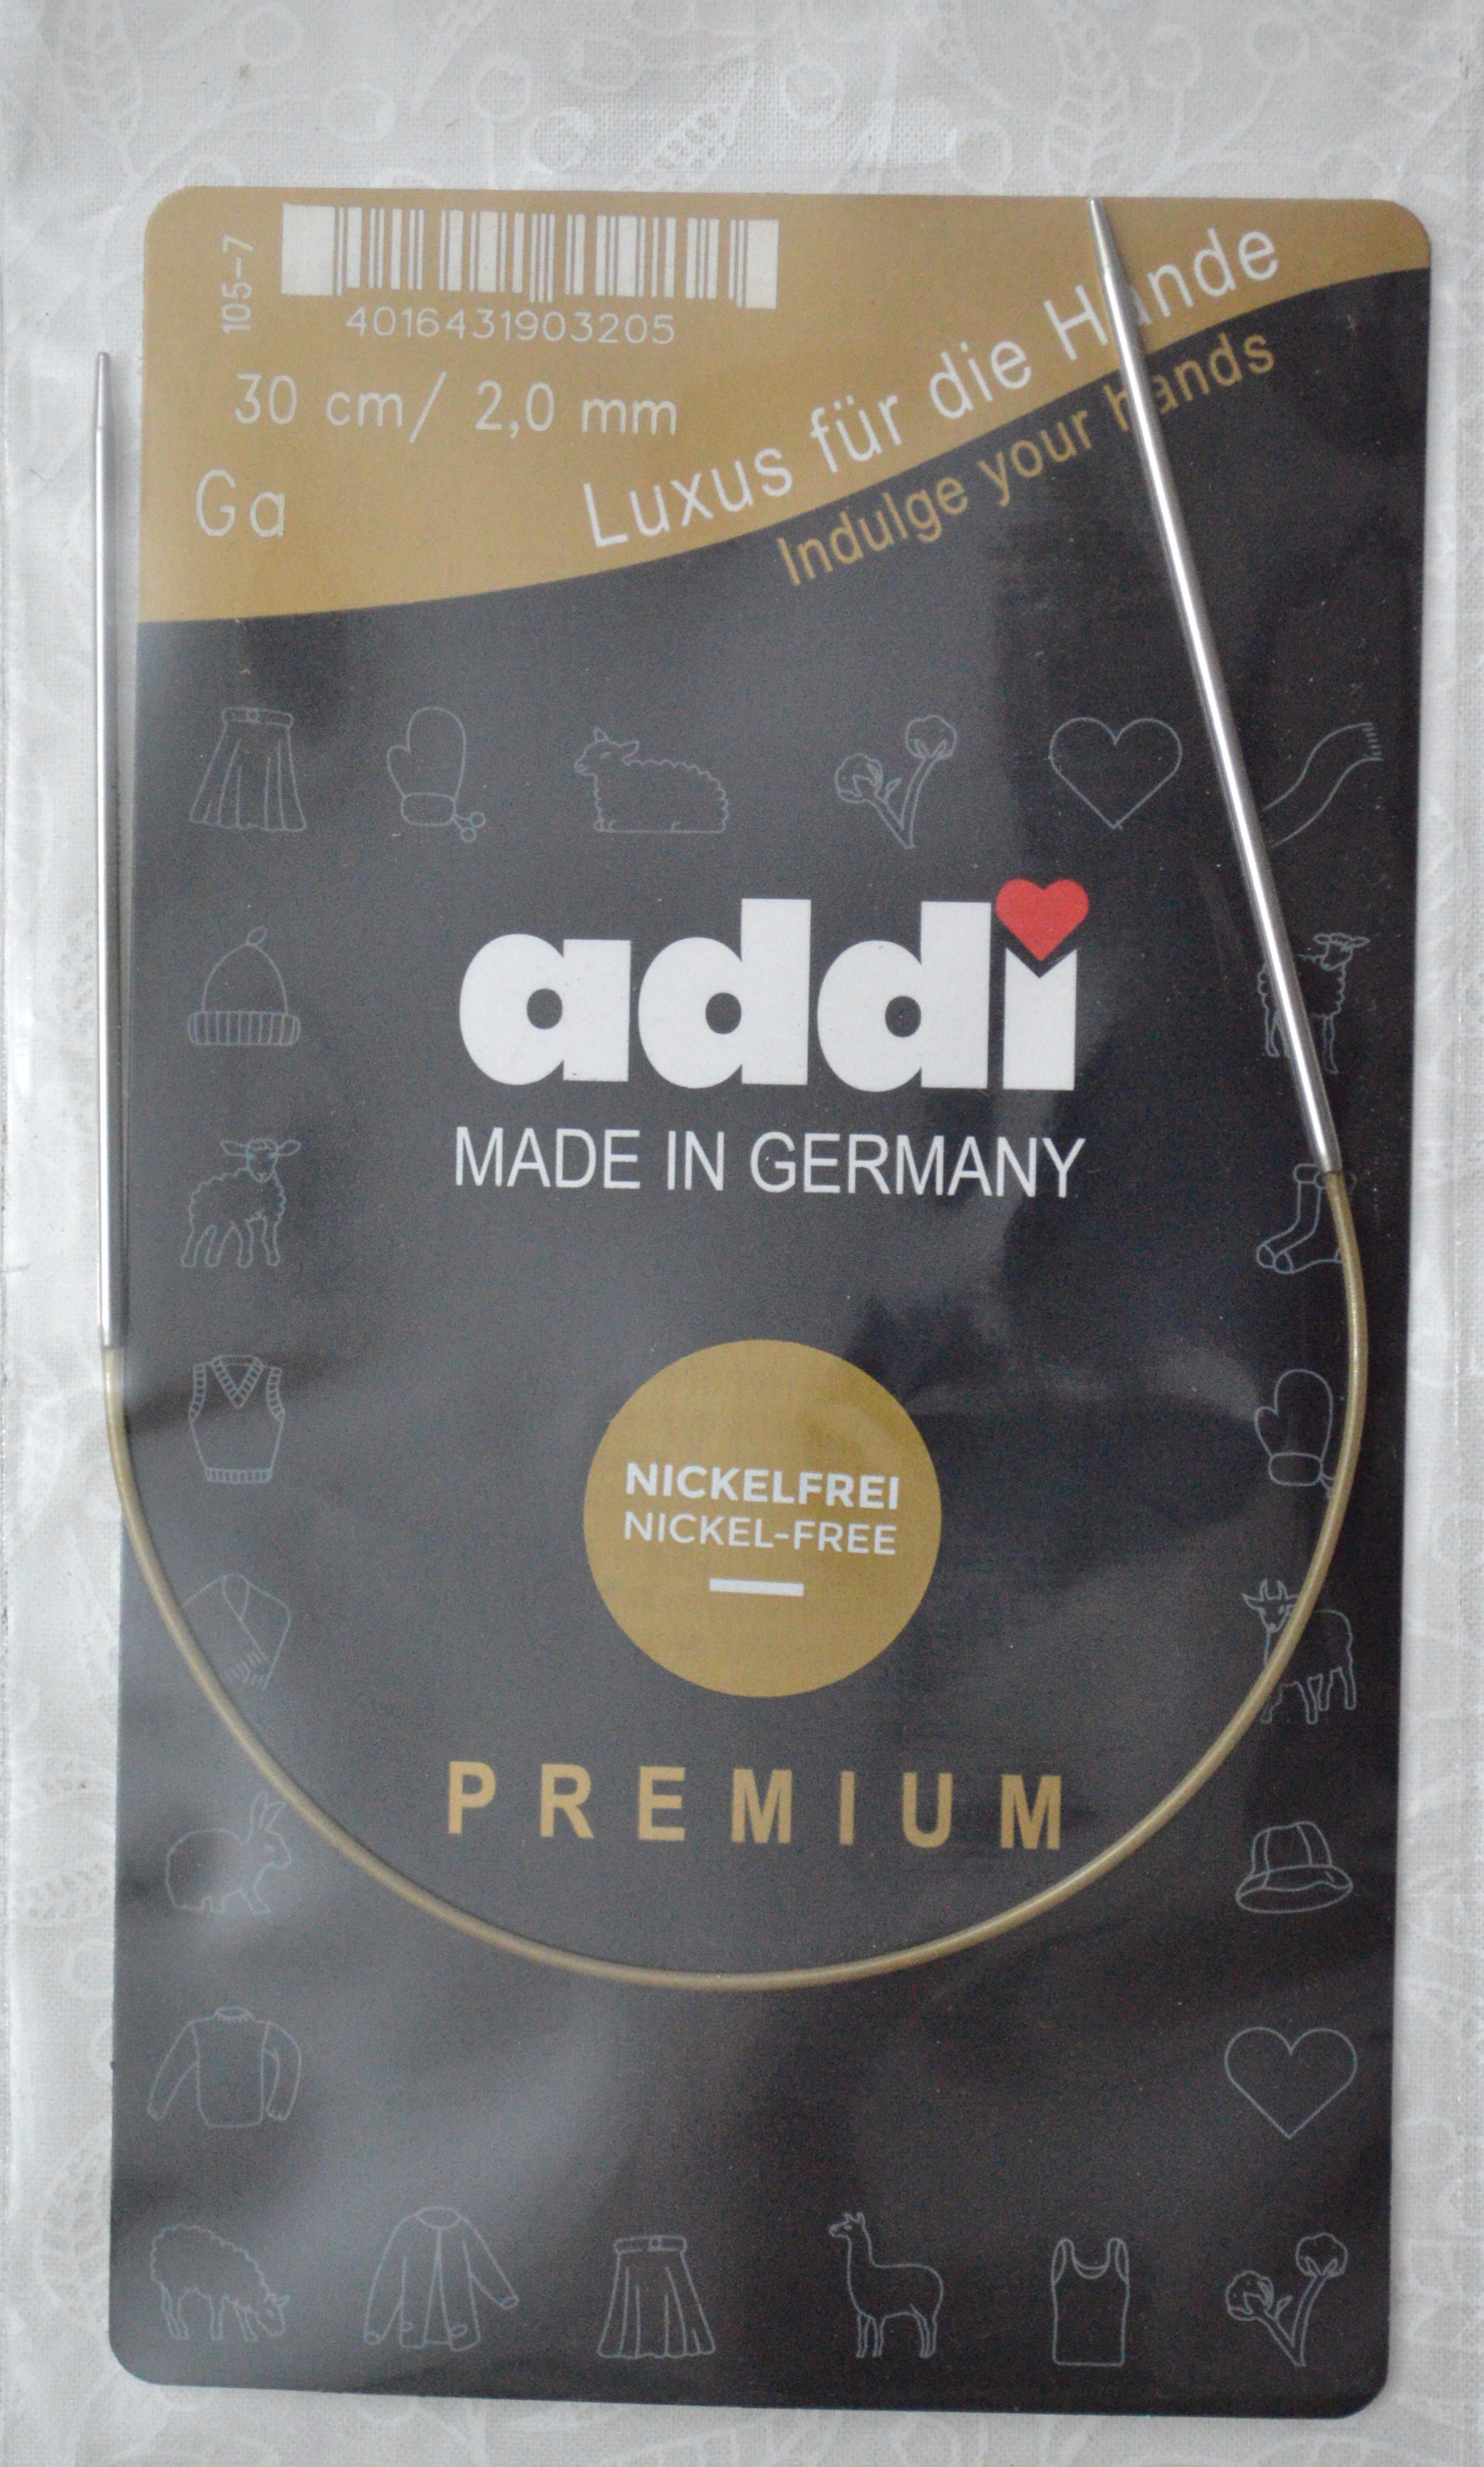 105-7
4016431903205
30 cm/ 2,0 mm
Ga
Luxus für die Hände
Indulge your hands
addi
MADE IN GERMANY
NICKELFREI
NICKEL-FREE
PREMIUM